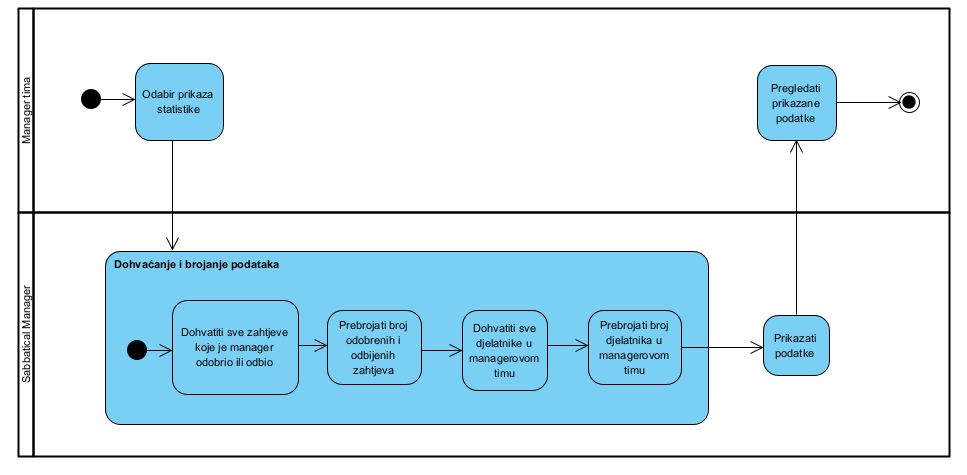 Manager tima
Odabir prikaza
statistike
Pregledati
prikazane
podatke
Sabbatical Manager
Dohvaćanje i brojanje podataka
Dohvatiti sve zahtjeve
koje je manager
odobrio ili odbio
Prebrojati broj
odobrenih i
odbijenih
zahtjeva
Dohvatiti sve
djelatnike u
managerovom
timu
Prebrojati broj
djelatnika u
managerovom
timu
Prikazati
podatke